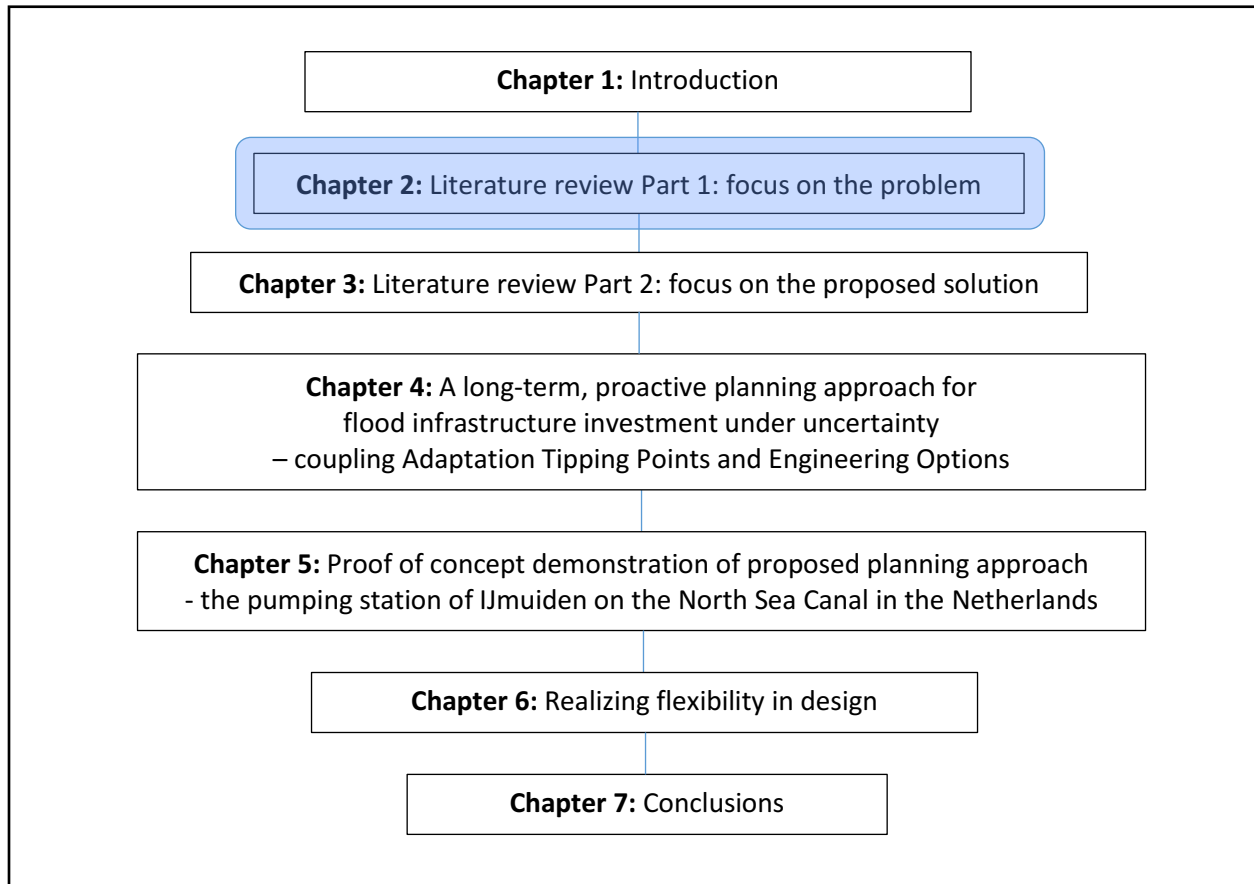 Chapter 1: Introduction
Chapter 2: Literature review Part 1: focus on the problem
Chapter 3: Literature review Part 2: focus on the proposed solution
Chapter 4: A long-term, proactive planning approach for
flood infrastructure investment under uncertainty
– coupling Adaptation Tipping Points and Engineering Options
Chapter 5: Proof of concept demonstration of proposed planning approach
- the pumping station of IJmuiden on the North Sea Canal in the Netherlands
Chapter 6: Realizing flexibility in design
Chapter 7: Conclusions